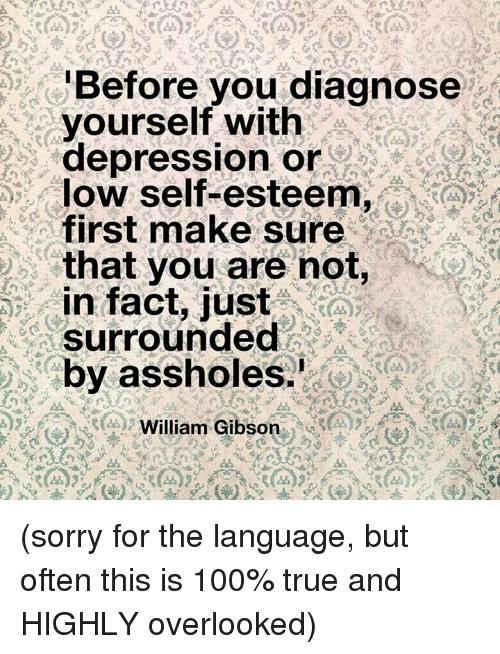 'Before you diagnose
yourself with
depression or
low self-esteem,
first make sure
that you are not,
in fact, just
surrounded
by assholes.'
William Gibson
(sorry for the language, but
often this is 100% true and
HIGHLY overlooked)